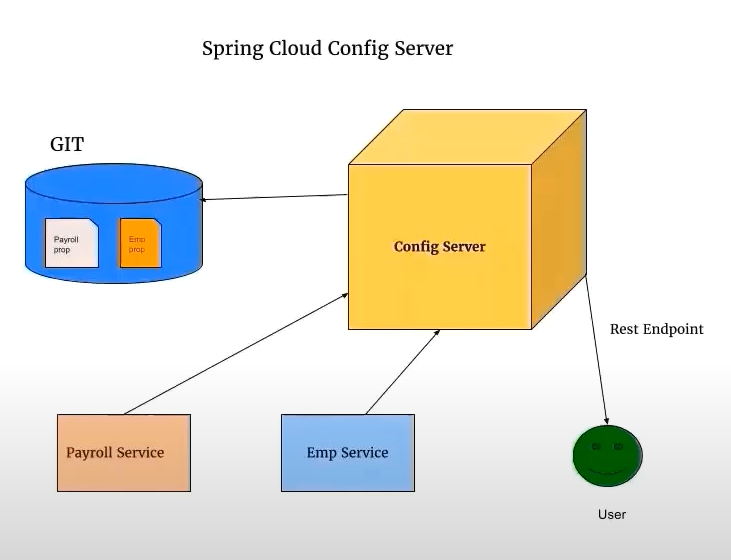 Spring Cloud Config Server
GIT
Payroll
prop
Emp
prop
Config Server
Rest Endpoint
Payroll Service
Emp Service
User